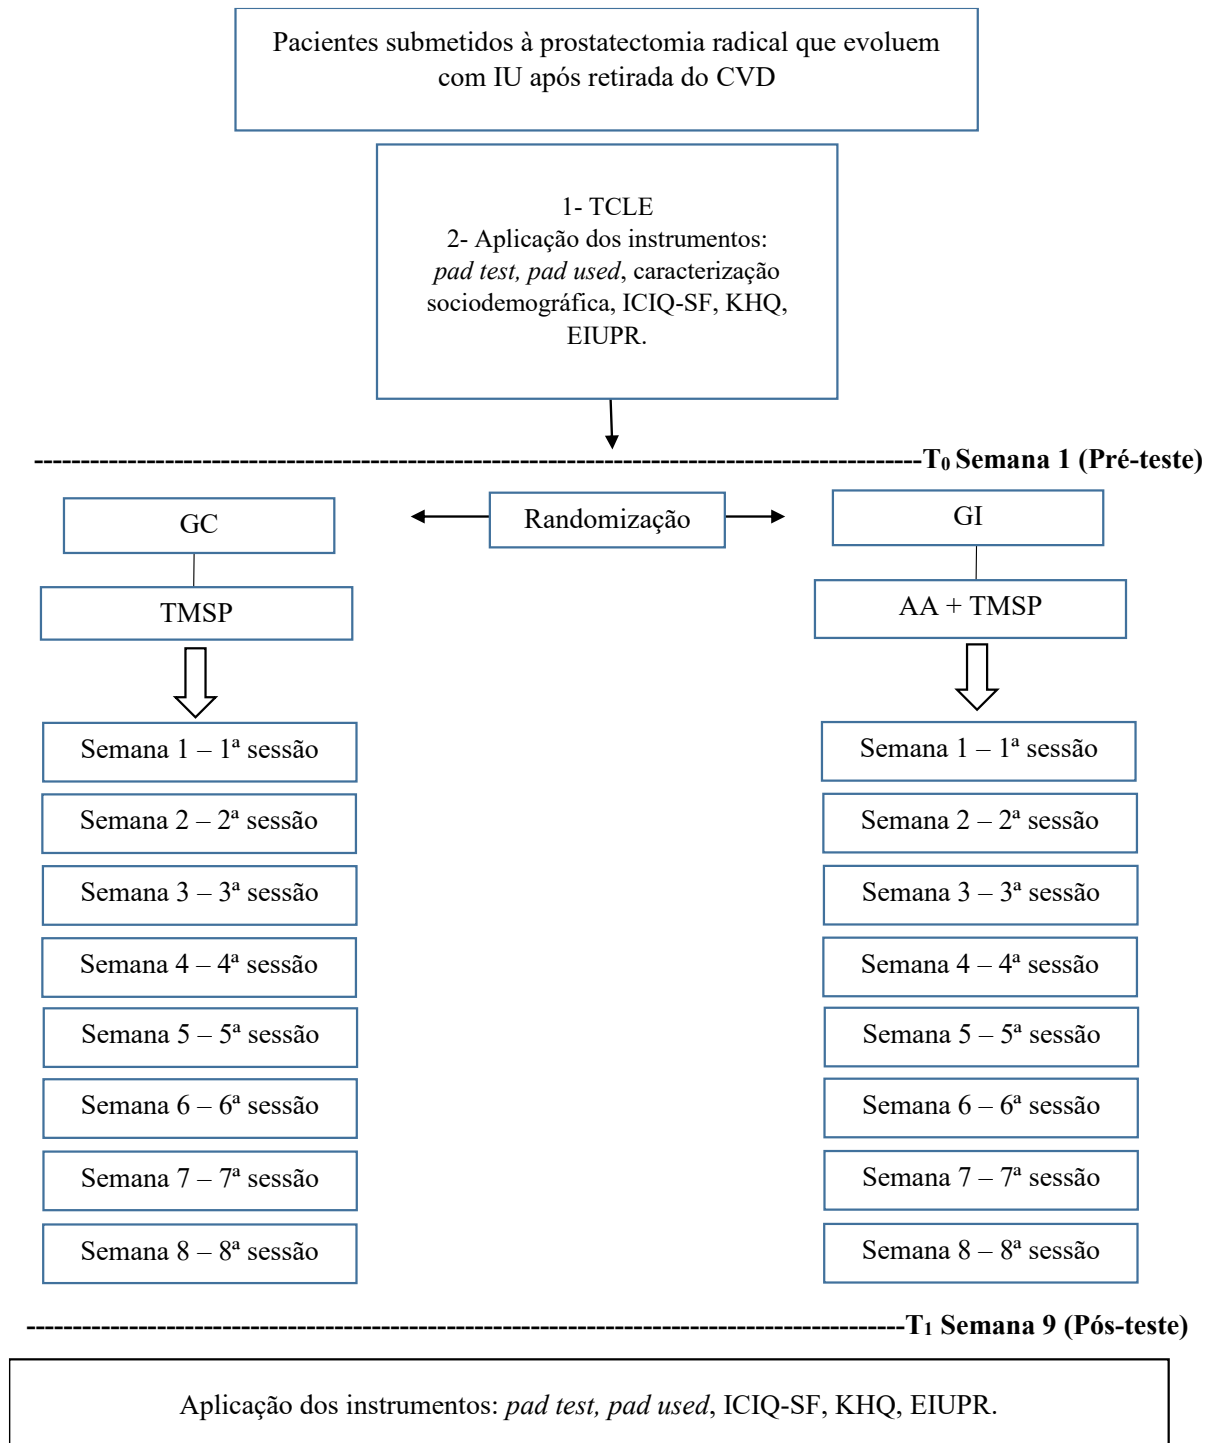 Pacientes submetidos à prostatectomia radical que evoluem
com IU após retirada do CVD
1- TCLE
2- Aplicação dos instrumentos:
pad test, pad used, caracterização
sociodemográfica, ICIQ-SF, KHQ,
EIUPR.
T0 Semana 1 (Pré-teste)
GC
Randomização
GI
TMSP
AA + TMSP
Semana 1 – 1ª sessão
Semana 1 – 1ª sessão
Semana 2 – 2ª sessão
Semana 2 – 2ª sessão
Semana 3 – 3ª sessão
Semana 3 – 3ª sessão
Semana 4 – 4ª sessão
Semana 4 – 4ª sessão
Semana 5 – 5ª sessão
Semana 5 – 5ª sessão
Semana 6 – 6ª sessão
Semana 6 – 6ª sessão
Semana 7 – 7ª sessão
Semana 7 – 7ª sessão
Semana 8 – 8ª sessão
Semana 8 – 8ª sessão
T1 Semana 9 (Pós-teste)
Aplicação dos instrumentos: pad test, pad used, ICIQ-SF, KHQ, EIUPR.